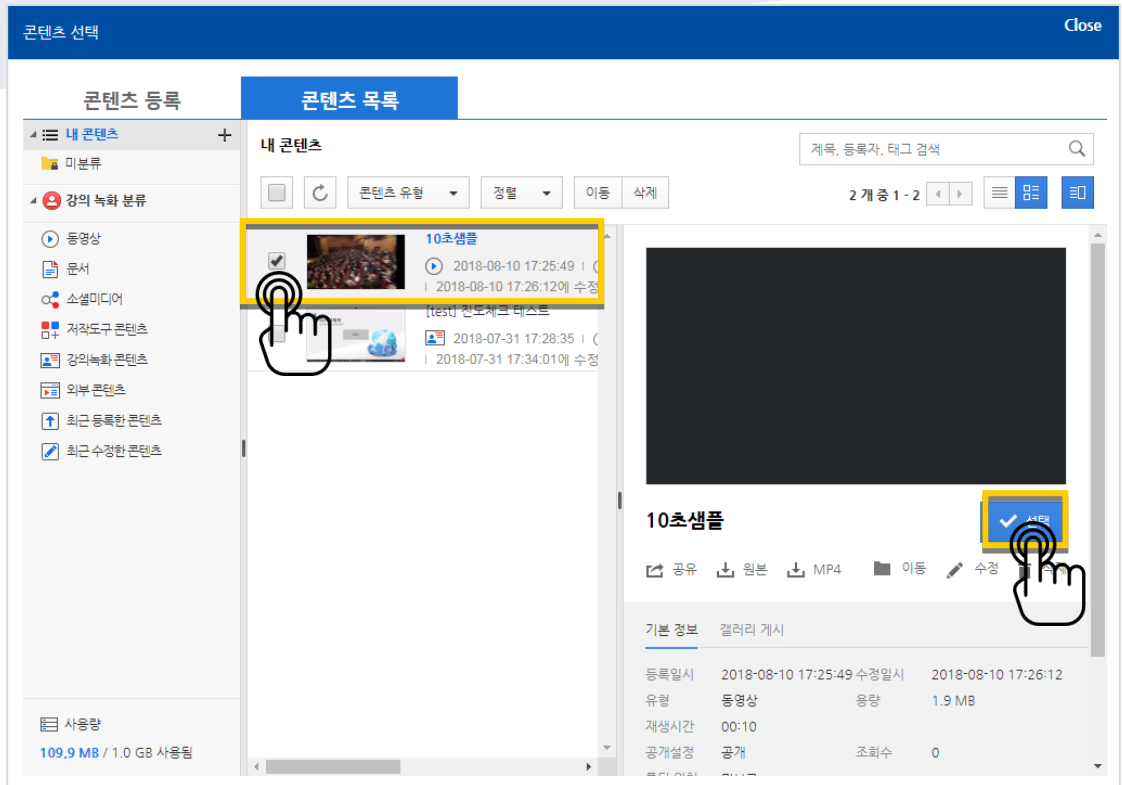 콘텐츠 선택
Close
콘텐츠 등록
콘텐츠 목록
내 콘텐츠
미분류
강의 녹화 분류
동영상
문서
소셜미디어
저작도구 콘텐츠
강의녹화 콘텐츠
외부 콘텐츠
최근 등록한 콘텐츠
최근 수정한 콘텐츠
사용량
109.9 MB / 1.0 GB 사용됨
내 콘텐츠
제목, 등록자, 태그 검색
콘텐츠 유형
정렬
이동
삭제
2 개 중 1 - 2
10초샘플
2018-08-10 17:25:49
2018-08-10 17:26:12에 수정
[test] 진도체크 테스트
2018-07-31 17:28:35
2018-07-31 17:34:01에 수정
10초샘플
선택
공유 원본 MP4 이동 수정
기본 정보 갤러리 게시
등록일시 2018-08-10 17:25:49 수정일시 2018-08-10 17:26:12
유형 동영상 용량 1.9 MB
재생시간 00:10
공개설정 공개 조회수 0